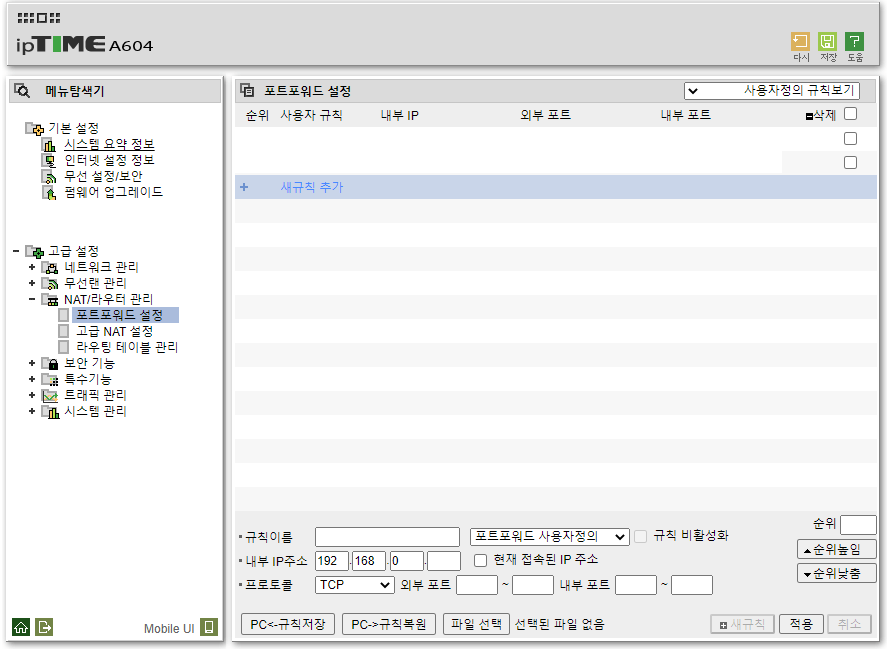 ipTIME A604
다시 저장 도움
메뉴탐색기
기본 설정
시스템 요약 정보
인터넷 설정 정보
무선 설정/보안
펌웨어 업그레이드
고급 설정
네트워크 관리
무선랜 관리
NAT/라우터 관리
포트포워드 설정
고급 NAT 설정
라우팅 테이블 관리
보안 기능
특수기능
트래픽 관리
시스템 관리
Mobile UI
포트포워드 설정 사용자정의 규칙보기
순위 사용자 규칙 내부 IP 외부 포트 내부 포트 삭제
+ 새규칙 추가
순위
규칙이름 포트포워드 사용자정의 규칙 비활성화
순위높임
내부 IP주소 192 . 168 . 0 . 현재 접속된 IP 주소
순위낮춤
프로토콜 TCP 외부 포트 ~ 내부 포트 ~
PC<-규칙저장 PC->규칙복원 파일 선택 선택된 파일 없음 새규칙 적용 취소